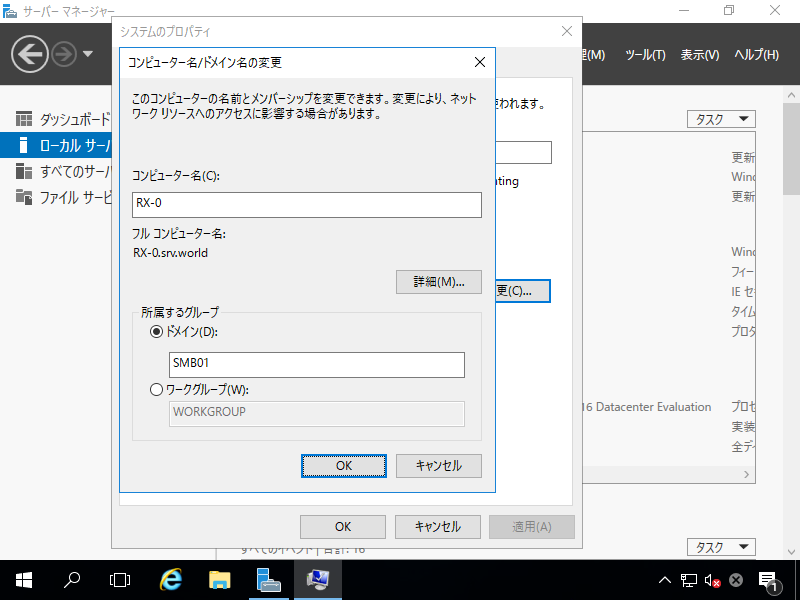 サーバー マネージャー
システムのプロパティ
コンピューター名/ドメイン名の変更
(M) ツール(T) 表示(V) ヘルプ(H)
このコンピューターの名前とメンバーシップを変更できます。変更により、ネット
ワーク リソースへのアクセスに影響する場合があります。
使われます。
ダッシュボード
タスク
ローカル サー
すべてのサー
ファイル サービ
コンピューター名(C):
RX-0
フル コンピューター名:
RX-0.srv.world
詳細(M)...
更(C)...
所属するグループ
ドメイン(D):
SMB01
ワークグループ(W):
WORKGROUP
OK
キャンセル
OK
キャンセル
適用(A)
更新
Wind
更新
Wind
フィー
IE セ
タイム
プロダ
16 Datacenter Evaluation
プロセ
実装
全デ
すべてのイベント | 合計: 16
タスク
1